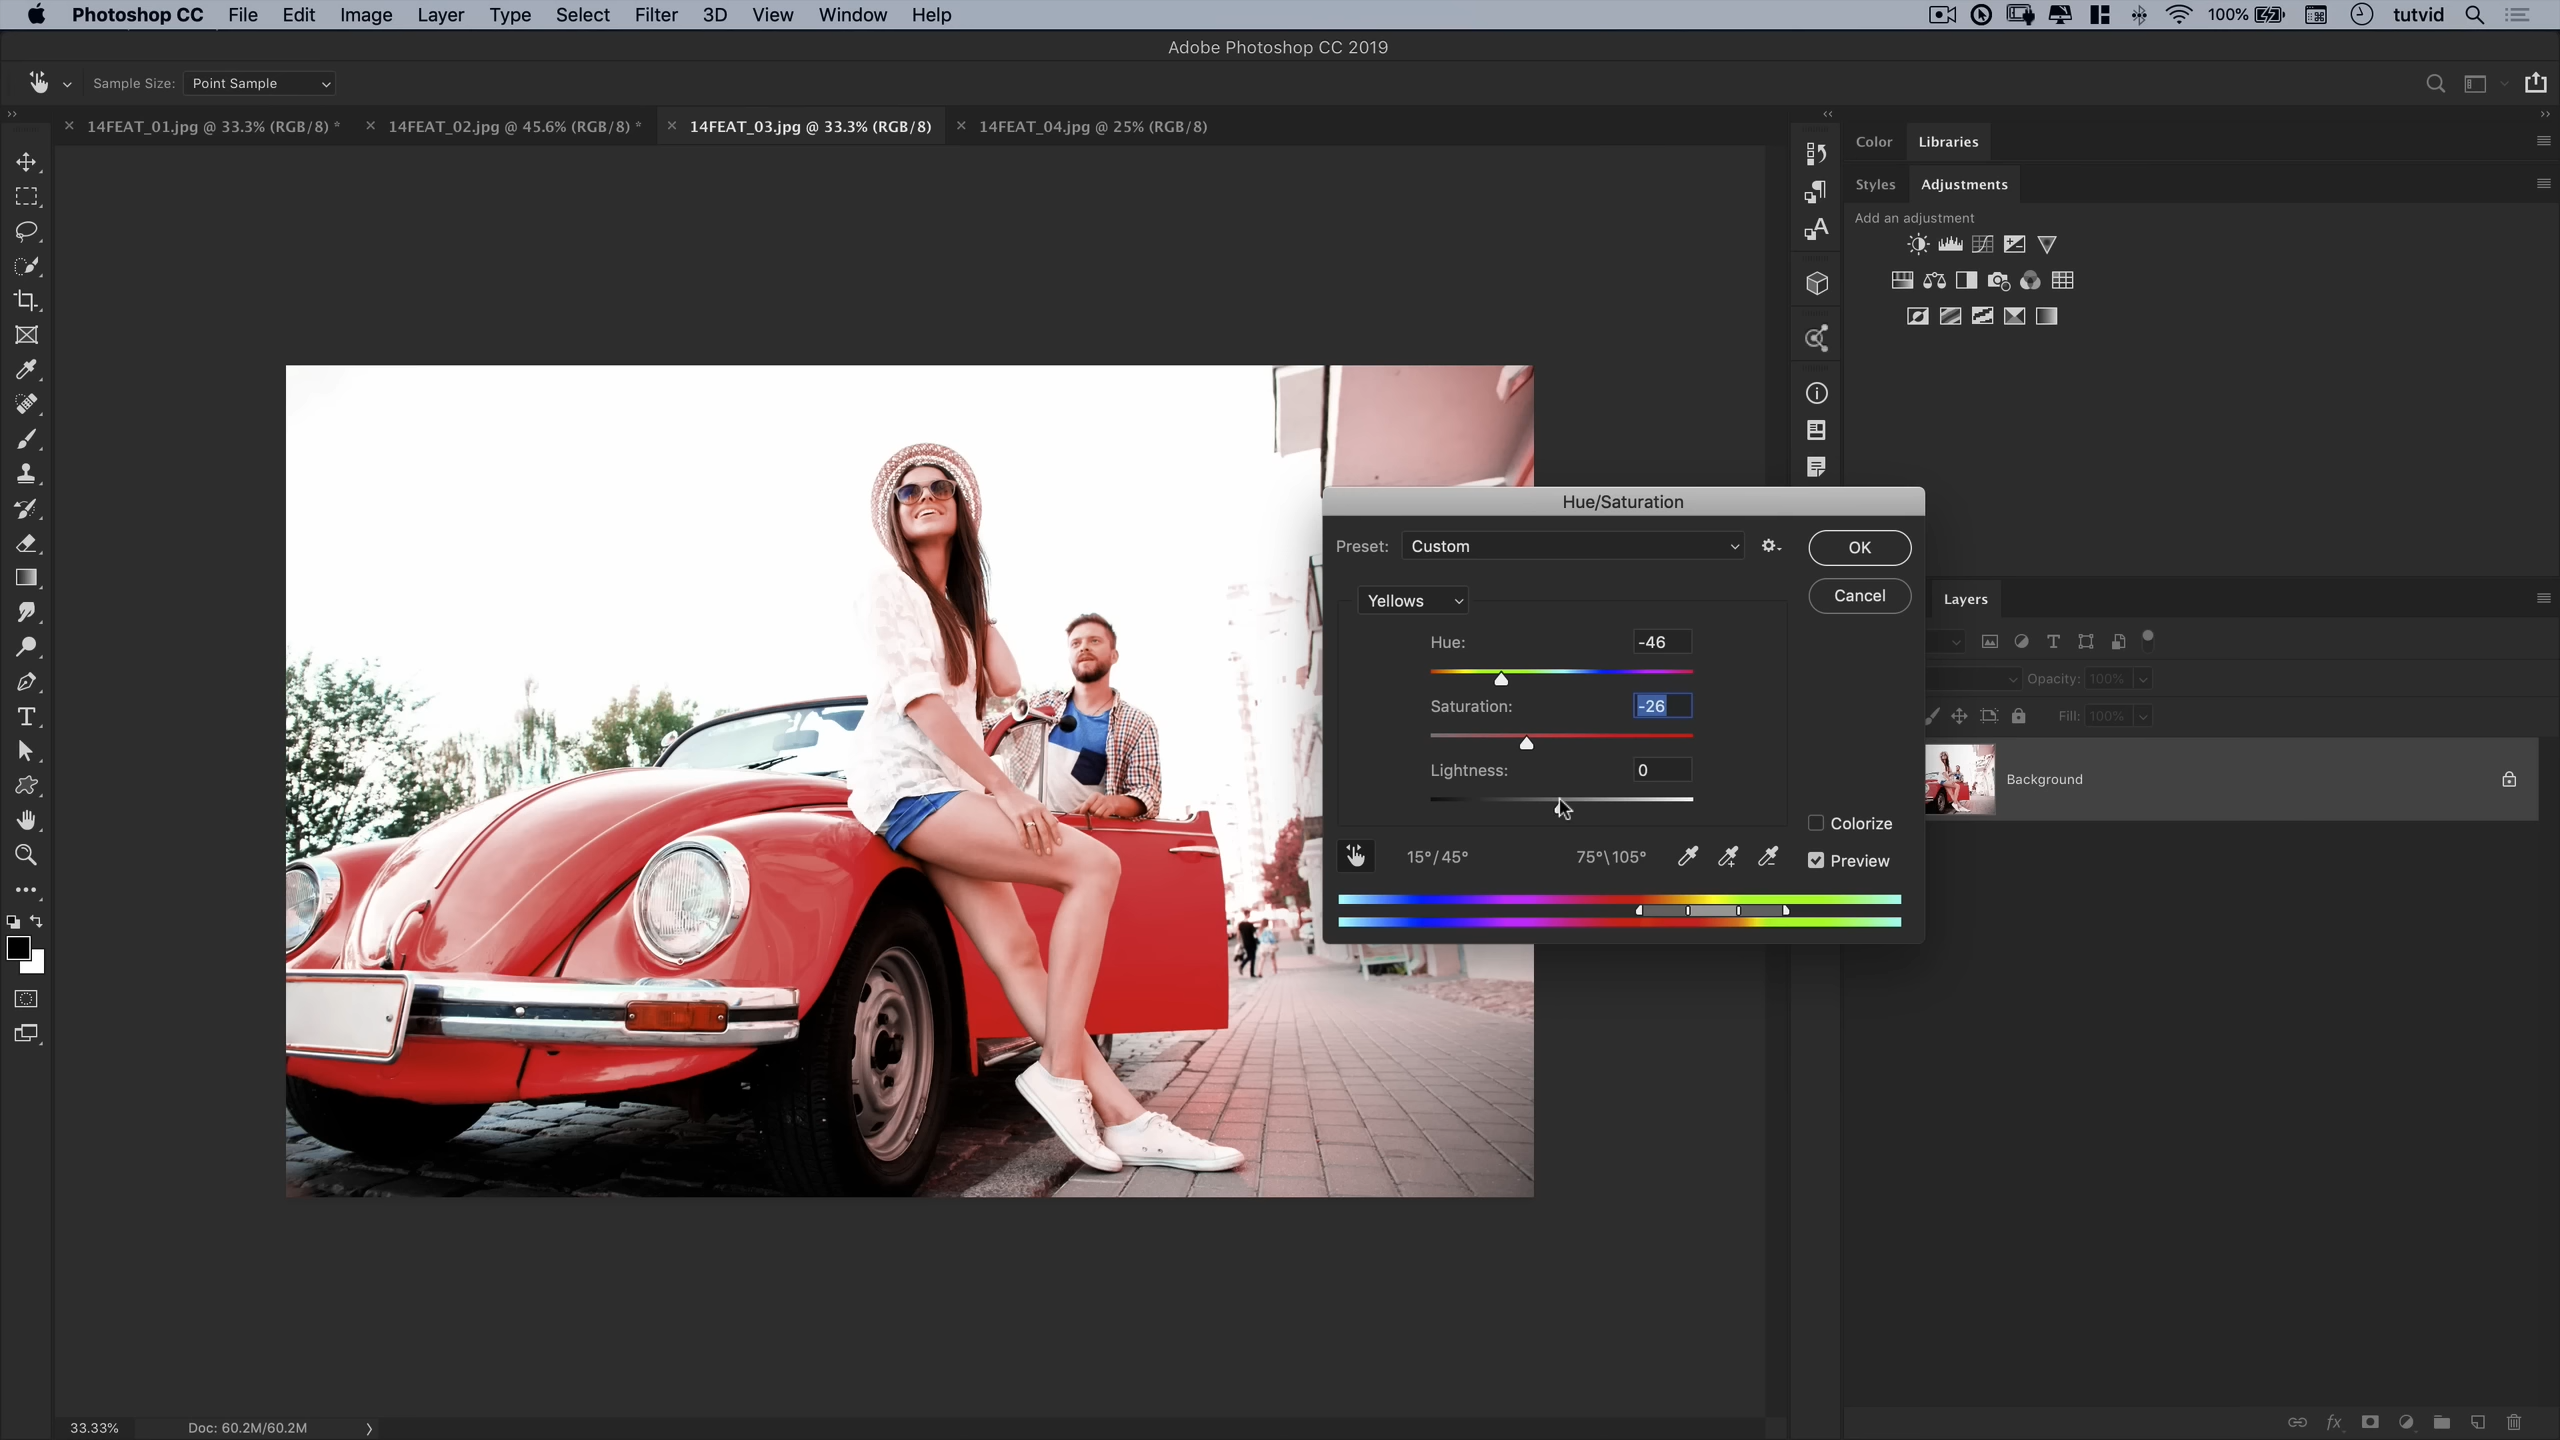 Photoshop CC File Edit Image Layer Type Select Filter 3D View Window Help 100% tutvid
Adobe Photoshop CC 2019
Sample Size: Point Sample
14FEAT_01.jpg @ 33.3% (RGB/8) * 14FEAT_02.jpg @ 45.6% (RGB/8) * 14FEAT_03.jpg @ 33.3% (RGB/8) 14FEAT_04.jpg @ 25% (RGB/8)
Color Libraries
Styles Adjustments
Add an adjustment
Hue/Saturation
Preset: Custom OK
Yellows Cancel
Hue: -46
Saturation: -26
Lightness: 0
Colorize
15°/45° 75°\105° Preview
Layers
Opacity: 100%
Fill: 100%
Background
33.33% Doc: 60.2M/60.2M